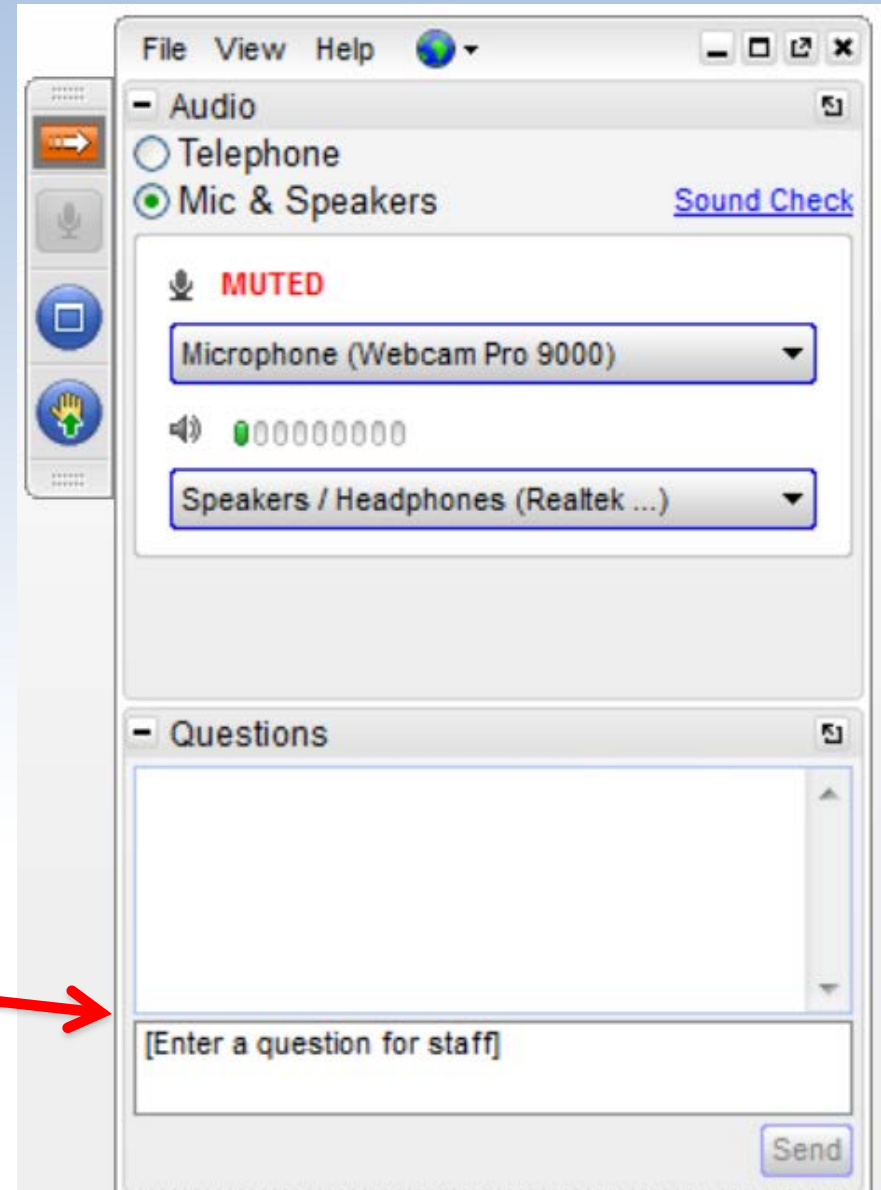 File View Help
Audio
Telephone
Mic & Speakers Sound Check
MUTED
Microphone (Webcam Pro 9000)
Speakers / Headphones (Realtek ...)
Questions
[Enter a question for staff]
Send